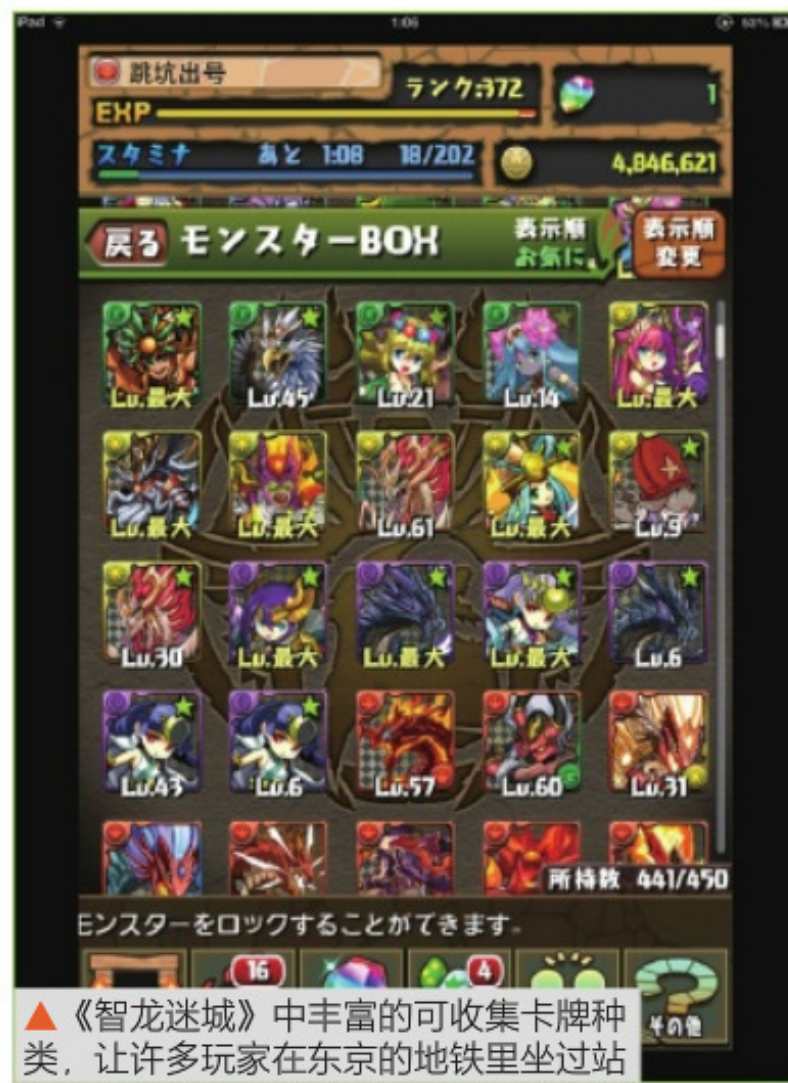 iPad 1:06 53%
跳坑出号
ランク:372
1
EXP
スタミナ あと 1:08 18/202
4,846,621
戻る モンスターBOX 表示順 お気に 表示順 変更
Lv.最大 Lv.45 Lv.21 Lv.14 Lv.最大
Lv.最大 Lv.最大 Lv.61 Lv.最大 Lv.9
Lv.30 Lv.最大 Lv.最大 Lv.最大 Lv.6
Lv.43 Lv.6 Lv.57 Lv.60 Lv.31
所持数 441/450
モンスターをロックすることができます。
16 4
その他
▲《智龙迷城》中丰富的可收集卡牌种
类，让许多玩家在东京的地铁里坐过站